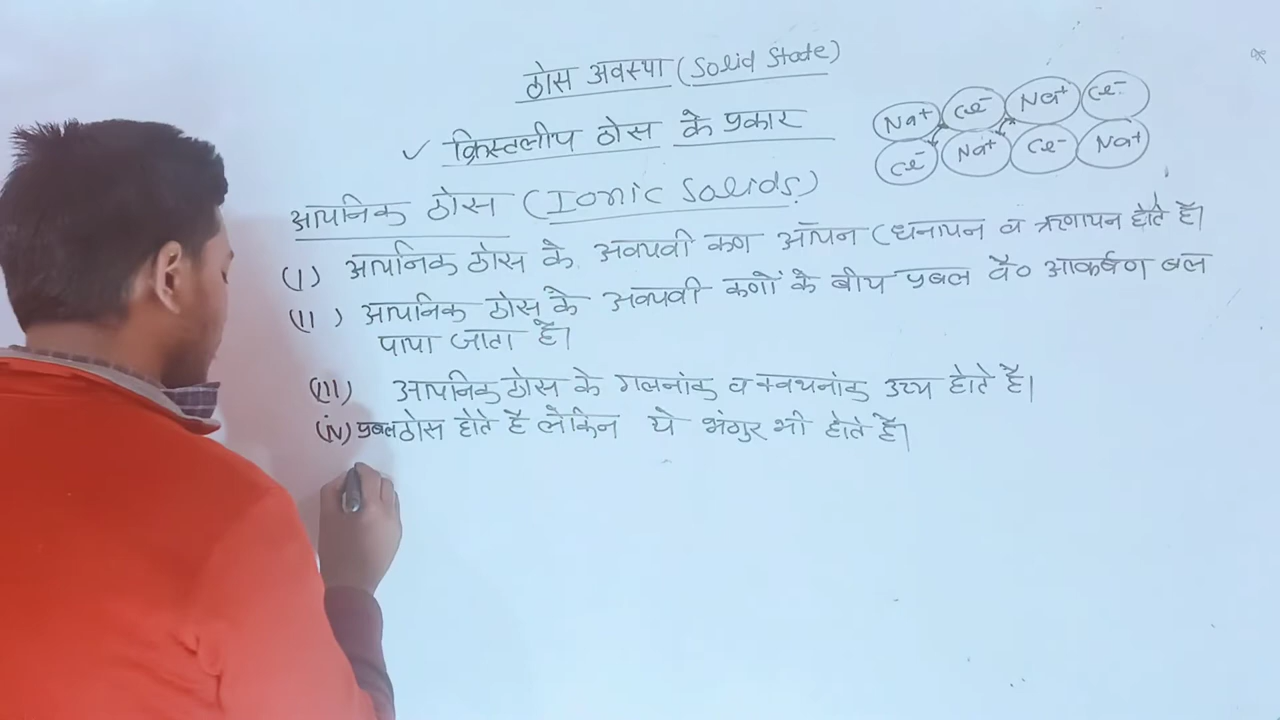 ठोस अवस्था (Solid State)
✓ क्रिस्टलीय ठोस के प्रकार
Na⁺ Cl⁻ Na⁺ Cl⁻
Cl⁻ Na⁺ Cl⁻ Na⁺
आयनिक ठोस (Ionic Solids)
(I) आयनिक ठोस के अवयवी कण ऑयन (धनायन व ऋणायन होते हैं।
(II) आयनिक ठोस के अवयवी कणों के बीच प्रबल वै० आकर्षण बल
पाया जाता है।
(III) आयनिक ठोस के गलनांक व क्वथनांक उच्च होते है।
(iv) प्रबल ठोस होते है लेकिन ये भंगुर भी होते है।